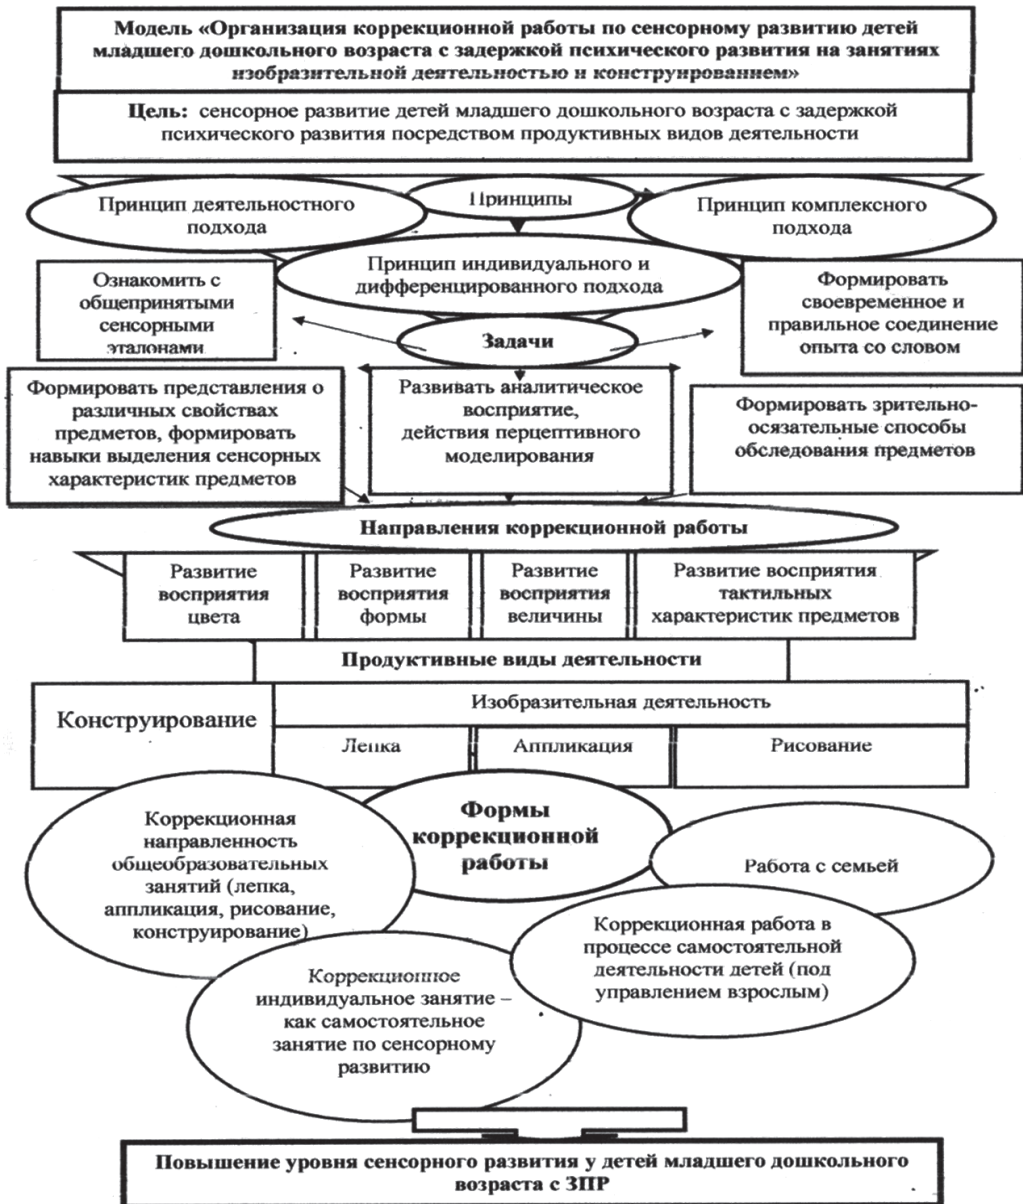 Модель «Организация коррекционной работы по сенсорному развитию детей
младшего дошкольного возраста с задержкой психического развития на занятиях
изобразительной деятельностью и конструированием»
Цель: сенсорное развитие детей младшего дошкольного возраста с задержкой
психического развития посредством продуктивных видов деятельности
Принцип деятельностного
подхода
Принципы
Принцип комплексного
подхода
Принцип индивидуального и
дифференцированного подхода
Ознакомить с
общепринятыми
сенсорными
эталонами
Задачи
Формировать
своевременное и
правильное соединение
опыта со словом
Формировать представления о
различных свойствах
предметов, формировать
навыки выделения сенсорных
характеристик предметов
Развивать аналитическое
восприятие,
действия перцептивного
моделирования
Формировать зрительно-
осязательные способы
обследования предметов
Направления коррекционной работы
Развитие
восприятия
цвета
Развитие
восприятия
формы
Развитие
восприятия
величины
Развитие восприятия
тактильных
характеристик предметов
Продуктивные виды деятельности
Конструирование
Изобразительная деятельность
Лепка
Аппликация
Рисование
Формы
коррекционной
работы
Коррекционная
направленность
общеобразовательных
занятий (лепка,
аппликация, рисование,
конструирование)
Работа с семьей
Коррекционная работа в
процессе самостоятельной
деятельности детей (под
управлением взрослым)
Коррекционное
индивидуальное занятие –
как самостоятельное
занятие по сенсорному
развитию
Повышение уровня сенсорного развития у детей младшего дошкольного
возраста с ЗПР